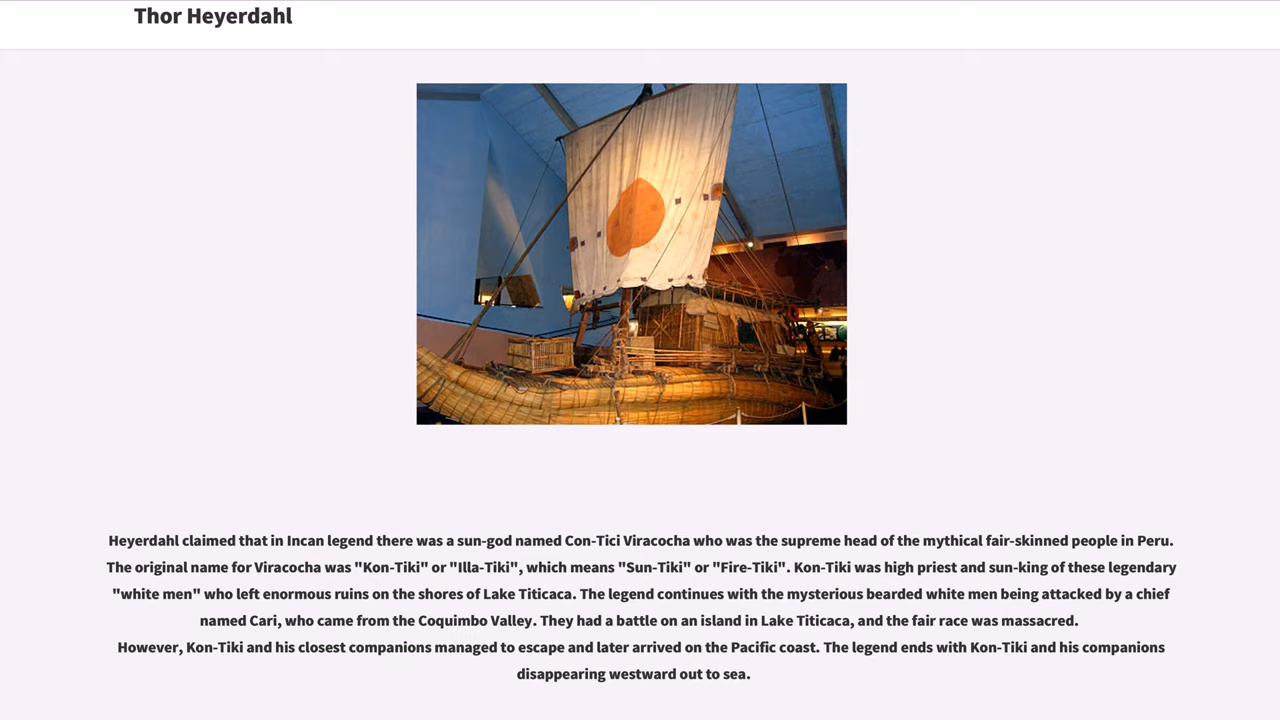 Thor Heyerdahl
Heyerdahl claimed that in Incan legend there was a sun-god named Con-Tici Viracocha who was the supreme head of the mythical fair-skinned people in Peru.
The original name for Viracocha was "Kon-Tiki" or "Illa-Tiki", which means "Sun-Tiki" or "Fire-Tiki". Kon-Tiki was high priest and sun-king of these legendary
"white men" who left enormous ruins on the shores of Lake Titicaca. The legend continues with the mysterious bearded white men being attacked by a chief
named Cari, who came from the Coquimbo Valley. They had a battle on an island in Lake Titicaca, and the fair race was massacred.
However, Kon-Tiki and his closest companions managed to escape and later arrived on the Pacific coast. The legend ends with Kon-Tiki and his companions
disappearing westward out to sea.